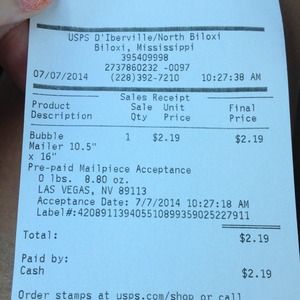 USPS D'Iberville/North Biloxi
Biloxi, Mississippi
395409998
2737860232 -0097
07/07/2014 (228)392-7210 10:27:38 AM
Sales Receipt
Product Sale Unit Final
Description Qty Price Price
Bubble 1 $2.19 $2.19
Mailer 10.5"
x 16"
Pre-paid Mailpiece Acceptance
0 lbs. 8.80 oz.
LAS VEGAS, NV 89113
Acceptance Date: 7/7/2014 10:27:18 AM
Label#:420891139405510899359025227911
Total: $2.19
Paid by:
Cash $2.19
Order stamps at usps.com/shop or call